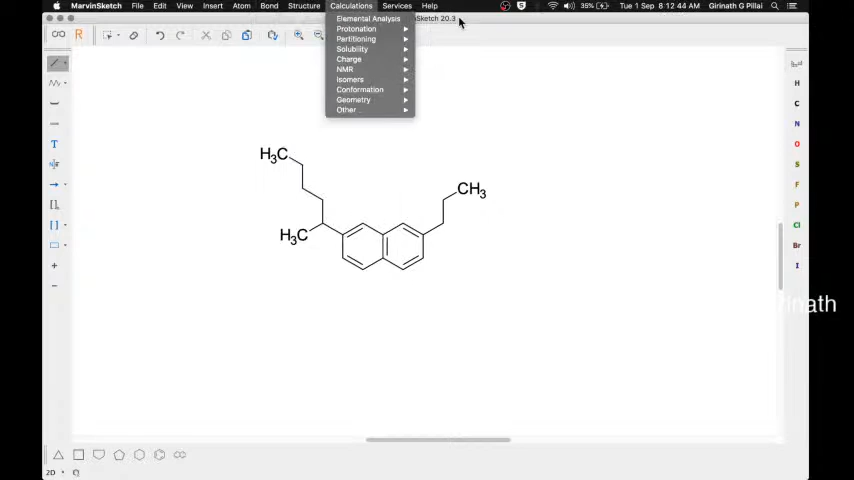 MarvinSketch File Edit View Insert Atom Bond Structure Calculations Services Help 35% Tue 1 Sep 8:12:44 AM Girinath G Pillai
Sketch 20.3
Elemental Analysis
Protonation
Partitioning
Solubility
Charge
NMR
Isomers
Conformation
Geometry
Other
R
H
C
N
O
S
F
P
Cl
Br
I
T
[ ]
[ ]
+
−
H₃C
CH₃
H₃C
rinath
2D